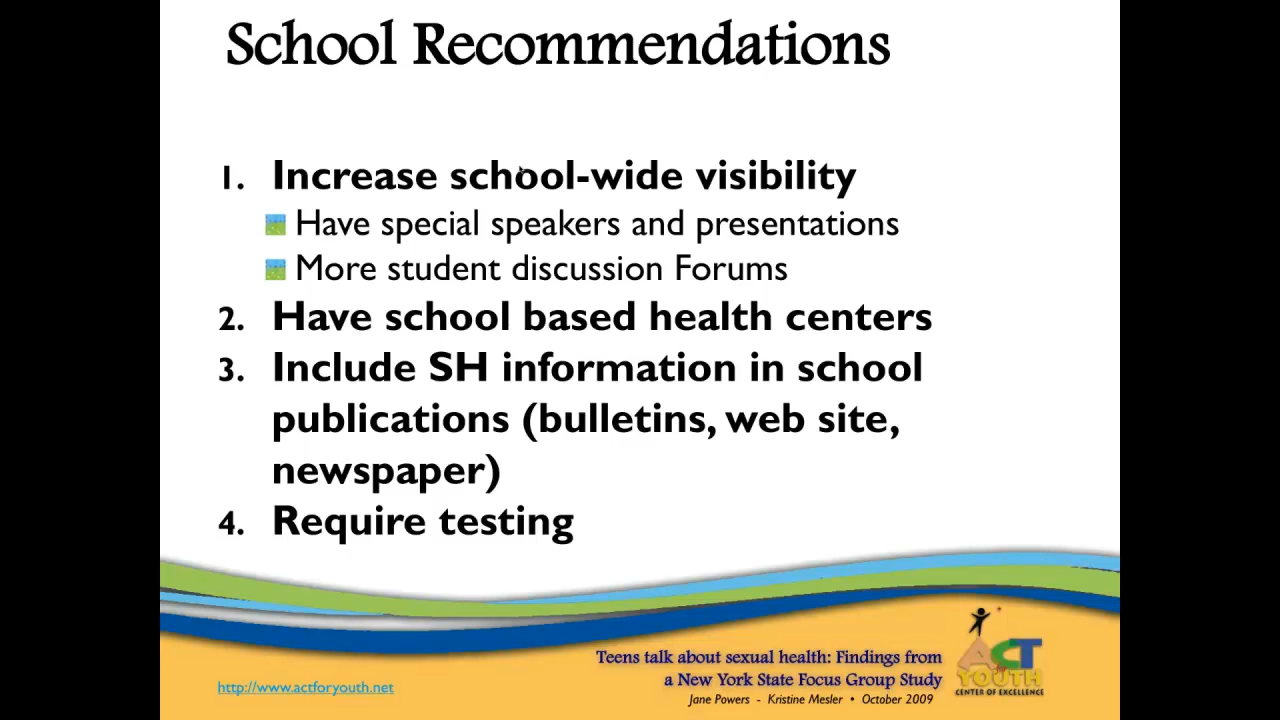 School Recommendations
1. Increase school-wide visibility
Have special speakers and presentations
More student discussion Forums
2. Have school based health centers
3. Include SH information in school
publications (bulletins, web site,
newspaper)
4. Require testing
Teens talk about sexual health: Findings from
a New York State Focus Group Study
Jane Powers - Kristine Mesler • October 2009
http://www.actforyouth.net
ACT
for
YOUTH
CENTER OF EXCELLENCE